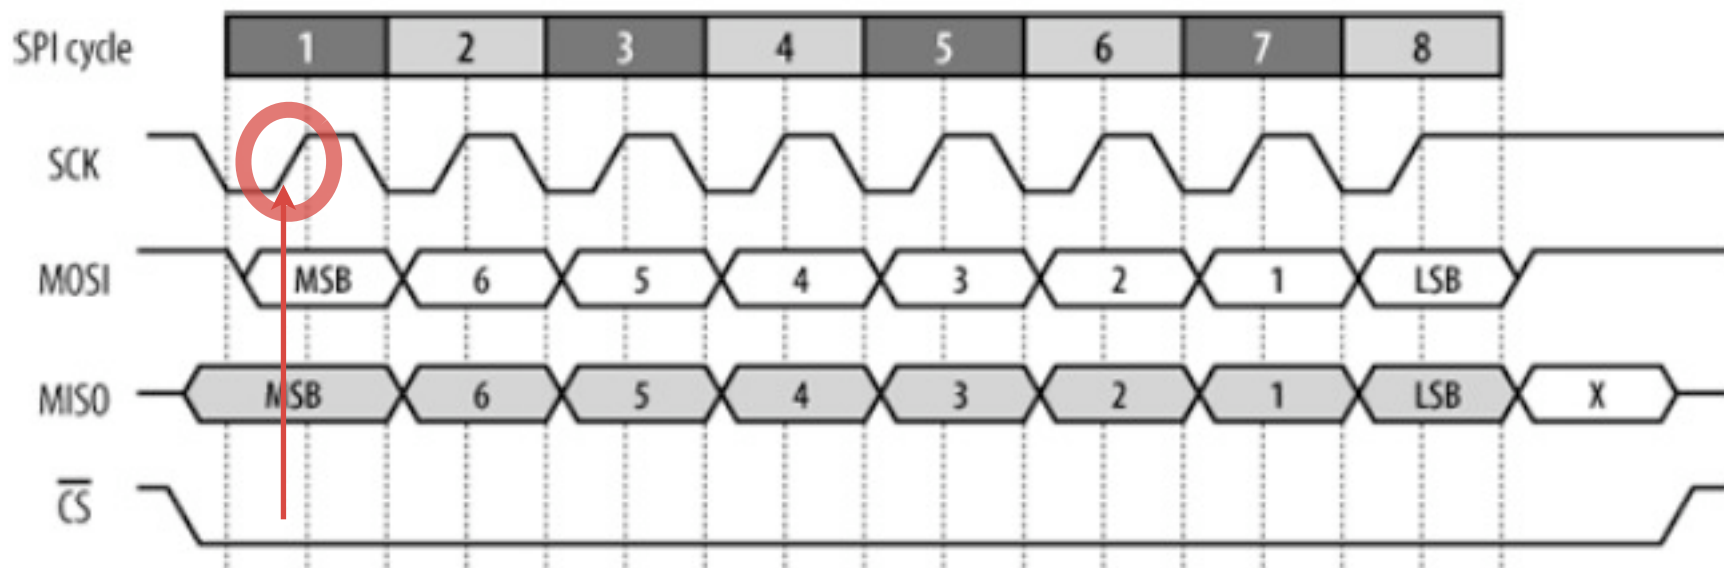 SPI cycle 1 2 3 4 5 6 7 8
SCK
MOSI MSB 6 5 4 3 2 1 LSB
MISO MSB 6 5 4 3 2 1 LSB X
C̅S̅